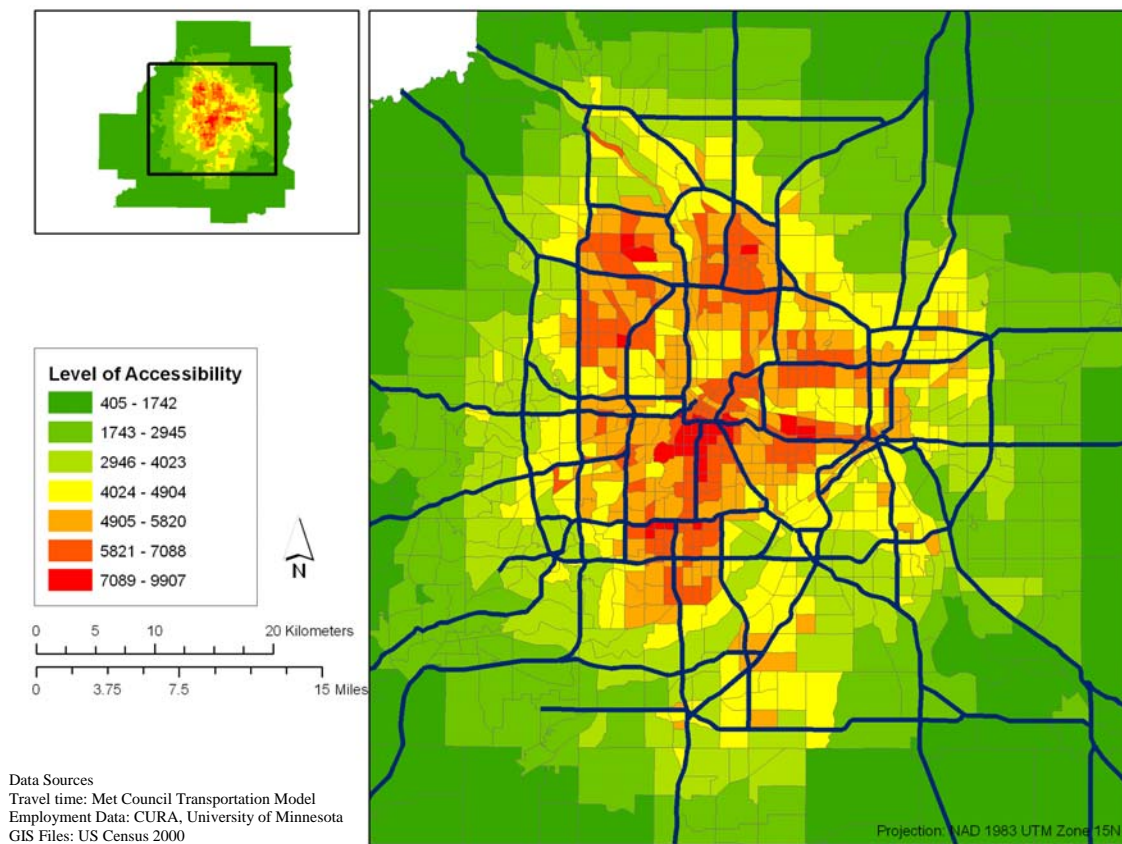 Level of Accessibility
405 - 1742
1743 - 2945
2946 - 4023
4024 - 4904
4905 - 5820
5821 - 7088
7089 - 9907
N
0 5 10 20 Kilometers
0 3.75 7.5 15 Miles
Data Sources
Travel time: Met Council Transportation Model
Employment Data: CURA, University of Minnesota
GIS Files: US Census 2000
Projection: NAD 1983 UTM Zone 15N